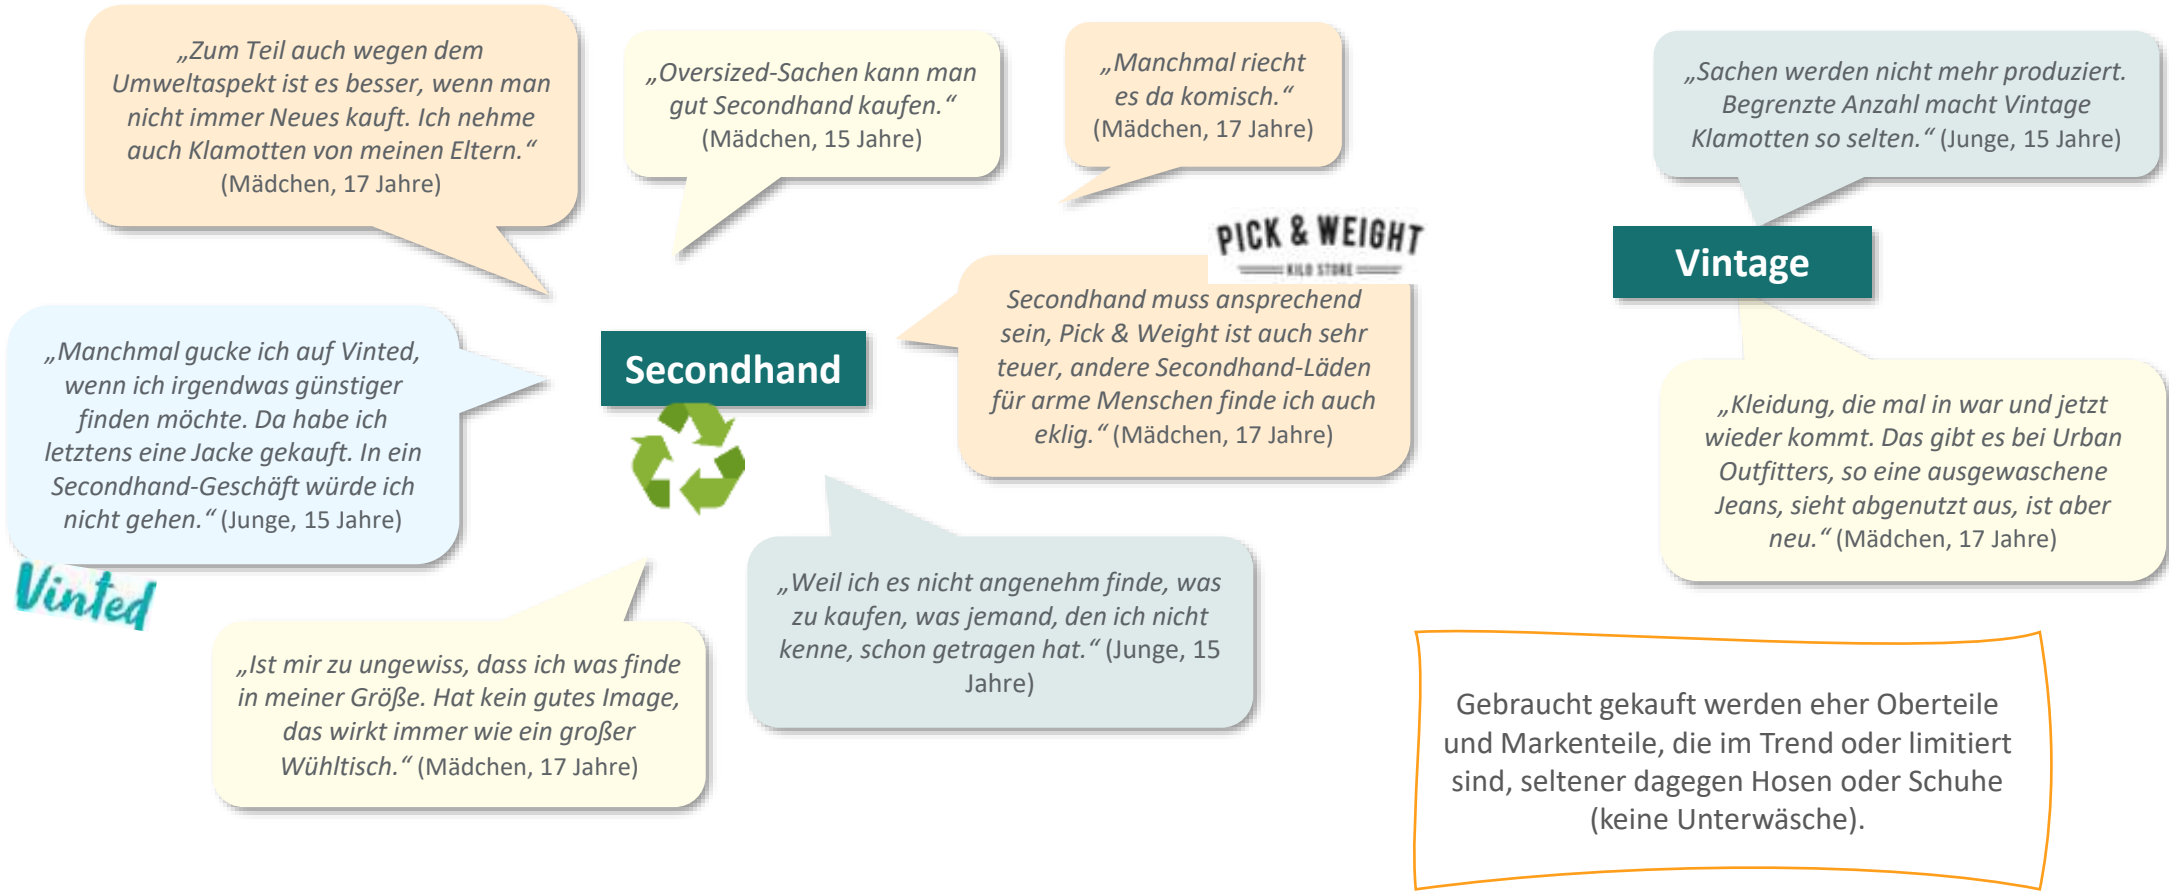 „Zum Teil auch wegen dem
Umweltaspekt ist es besser, wenn man
nicht immer Neues kauft. Ich nehme
auch Klamotten von meinen Eltern.“
(Mädchen, 17 Jahre)
„Oversized-Sachen kann man
gut Secondhand kaufen.“
(Mädchen, 15 Jahre)
„Manchmal riecht
es da komisch.“
(Mädchen, 17 Jahre)
„Sachen werden nicht mehr produziert.
Begrenzte Anzahl macht Vintage
Klamotten so selten.“ (Junge, 15 Jahre)
PICK & WEIGHT
KILO STORE
Vintage
Secondhand muss ansprechend
sein, Pick & Weight ist auch sehr
teuer, andere Secondhand-Läden
für arme Menschen finde ich auch
eklig.“ (Mädchen, 17 Jahre)
Secondhand
„Manchmal gucke ich auf Vinted,
wenn ich irgendwas günstiger
finden möchte. Da habe ich
letztens eine Jacke gekauft. In ein
Secondhand-Geschäft würde ich
nicht gehen.“ (Junge, 15 Jahre)
Vinted
„Kleidung, die mal in war und jetzt
wieder kommt. Das gibt es bei Urban
Outfitters, so eine ausgewaschene
Jeans, sieht abgenutzt aus, ist aber
neu.“ (Mädchen, 17 Jahre)
„Weil ich es nicht angenehm finde, was
zu kaufen, was jemand, den ich nicht
kenne, schon getragen hat.“ (Junge, 15
Jahre)
„Ist mir zu ungewiss, dass ich was finde
in meiner Größe. Hat kein gutes Image,
das wirkt immer wie ein großer
Wühltisch.“ (Mädchen, 17 Jahre)
Gebraucht gekauft werden eher Oberteile
und Markenteile, die im Trend oder limitiert
sind, seltener dagegen Hosen oder Schuhe
(keine Unterwäsche).